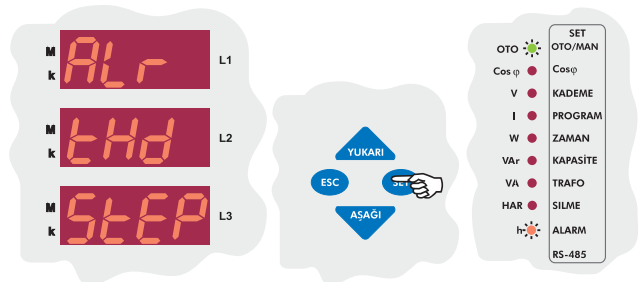 M
k
ALr
L1
M
k
tHd
L2
M
k
StEP
L3
YUKARI
ESC
SET
AŞAĞI
SET
OTO OTO/MAN
Cos φ Cosφ
V KADEME
I PROGRAM
W ZAMAN
VAr KAPASİTE
VA TRAFO
HAR SILME
h ALARM
RS-485